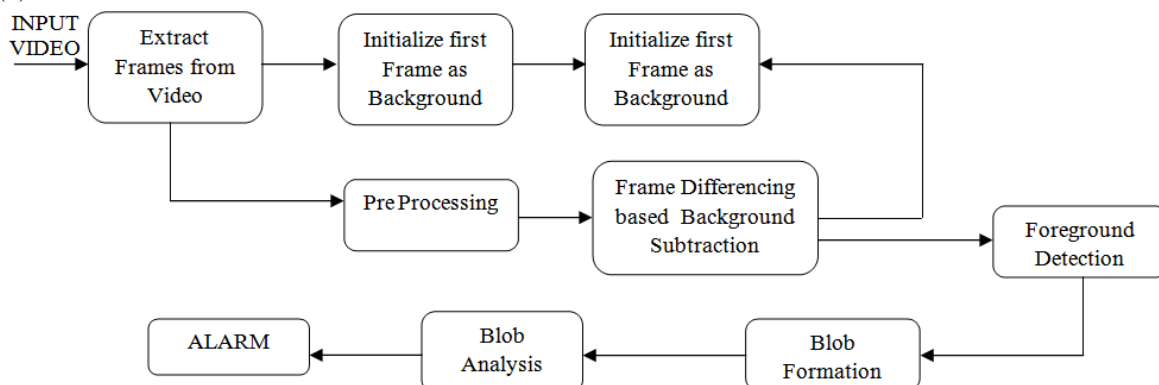 INPUT
VIDEO
Extract
Frames from
Video
Initialize first
Frame as
Background
Initialize first
Frame as
Background
Pre Processing
Frame Differencing
based Background
Subtraction
Foreground
Detection
Blob
Formation
Blob
Analysis
ALARM